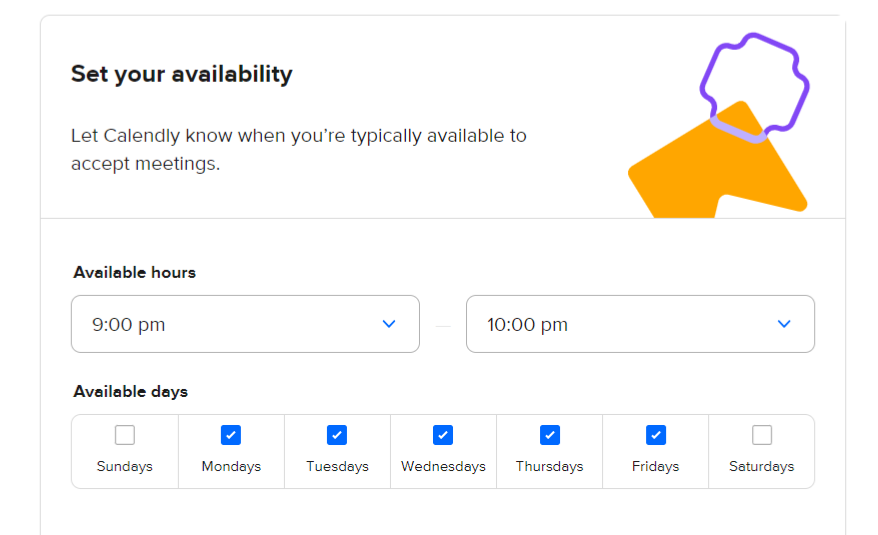 Set your availability
Let Calendly know when you’re typically available to
accept meetings.
Available hours
9:00 pm — 10:00 pm
Available days
Sundays Mondays Tuesdays Wednesdays Thursdays Fridays Saturdays